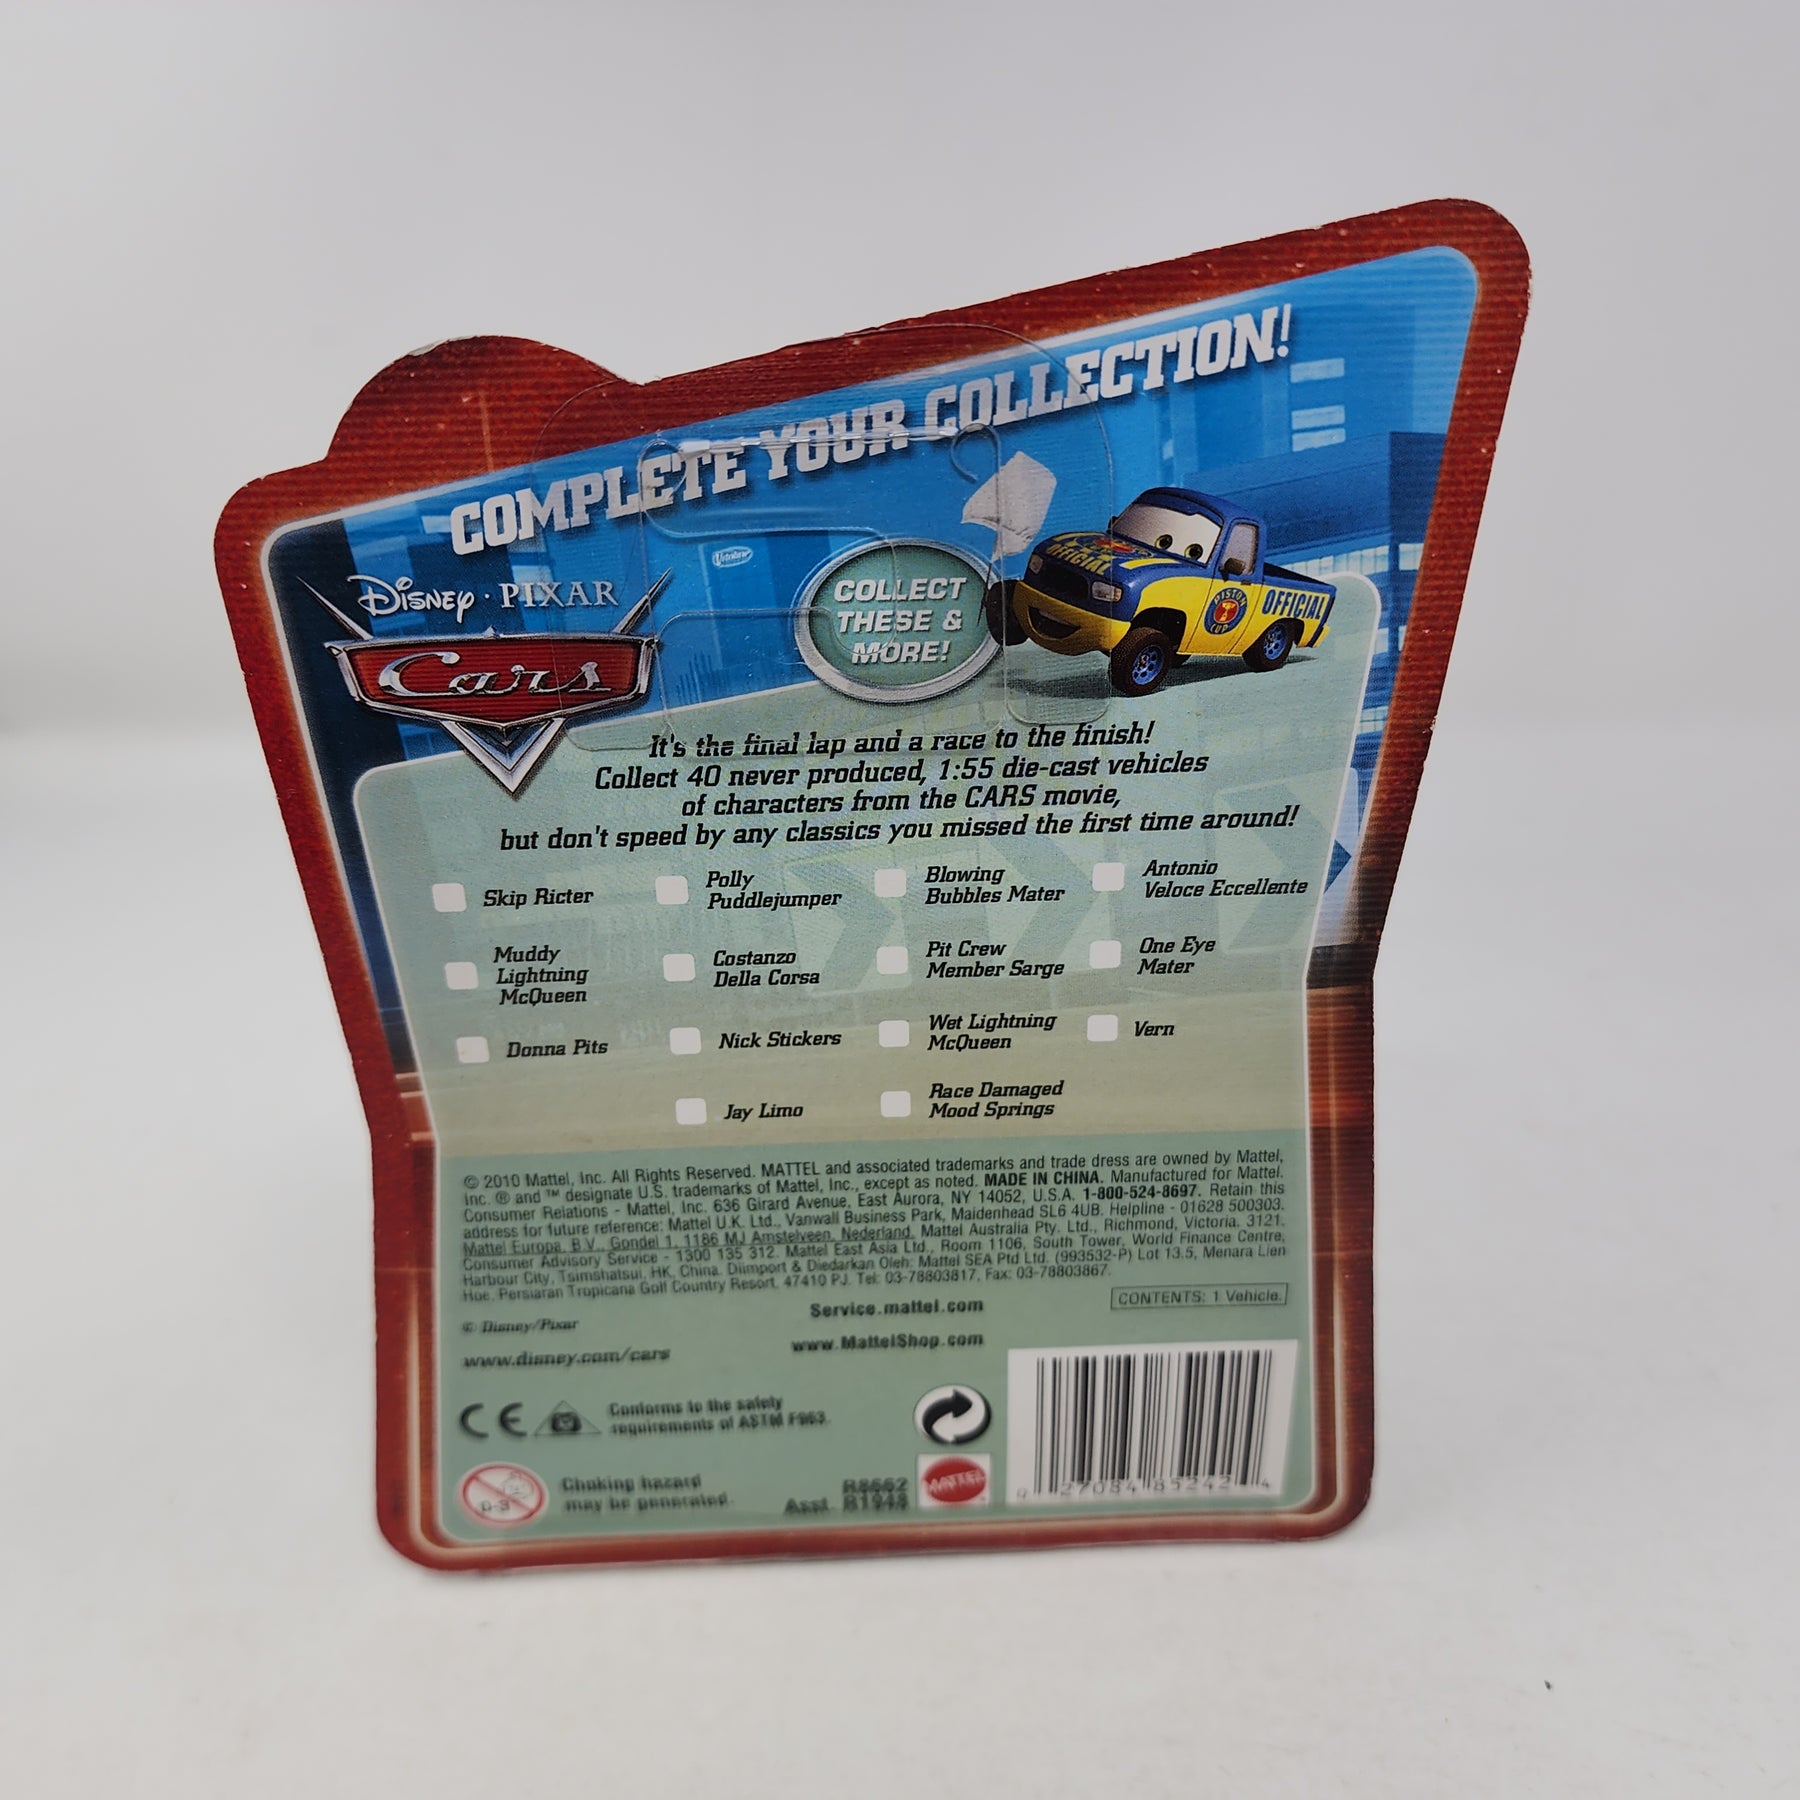 COMPLETE YOUR COLLECTION!
DISNEY · PIXAR
Cars
COLLECT
THESE &
MORE!
OFFICIAL
PISTON
CUP
OFFICIAL
It's the final lap and a race to the finish!
Collect 40 never produced, 1:55 die-cast vehicles
of characters from the CARS movie,
but don't speed by any classics you missed the first time around!
Skip Ricter
Polly
Puddlejumper
Blowing
Bubbles Mater
Antonio
Veloce Eccellente
Muddy
Lightning
McQueen
Costanzo
Della Corsa
Pit Crew
Member Sarge
One Eye
Mater
Donna Pits
Nick Stickers
Wet Lightning
McQueen
Vern
Jay Limo
Race Damaged
Mood Springs
© 2010 Mattel, Inc. All Rights Reserved. MATTEL and associated trademarks and trade dress are owned by Mattel,
Inc. ® and ™ designate U.S. trademarks of Mattel, Inc., except as noted. MADE IN CHINA. Manufactured for Mattel.
Consumer Relations - Mattel, Inc. 636 Girard Avenue, East Aurora, NY 14052, U.S.A. 1-800-524-8697. Retain this
address for future reference: Mattel U.K. Ltd., Vanwall Business Park, Maidenhead SL6 4UB. Helpline - 01628 500303.
Mattel Europa, B.V., Gondel 1, 1186 MJ Amstelveen, Nederland. Mattel Australia Pty. Ltd., Richmond, Victoria. 3121.
Consumer Advisory Service - 1300 135 312. Mattel East Asia Ltd., Room 1106, South Tower, World Finance Centre,
Harbour City, Tsimshatsui, HK, China. Diimport & Diedarkan Oleh: Mattel SEA Ptd Ltd. (993532-P) Lot 13.5, Menara Lien
Hoe, Persiaran Tropicana Golf Country Resort, 47410 PJ. Tel: 03-78803817, Fax: 03-78803867.
CONTENTS: 1 Vehicle.
Service.mattel.com
© Disney/Pixar
www.MattelShop.com
www.disney.com/cars
CE
Conforms to the safety
requirements of ASTM F963.
0-3
Choking hazard
may be generated.
R8662
Asst. R1948
MATTEL
9 27084 85242 4